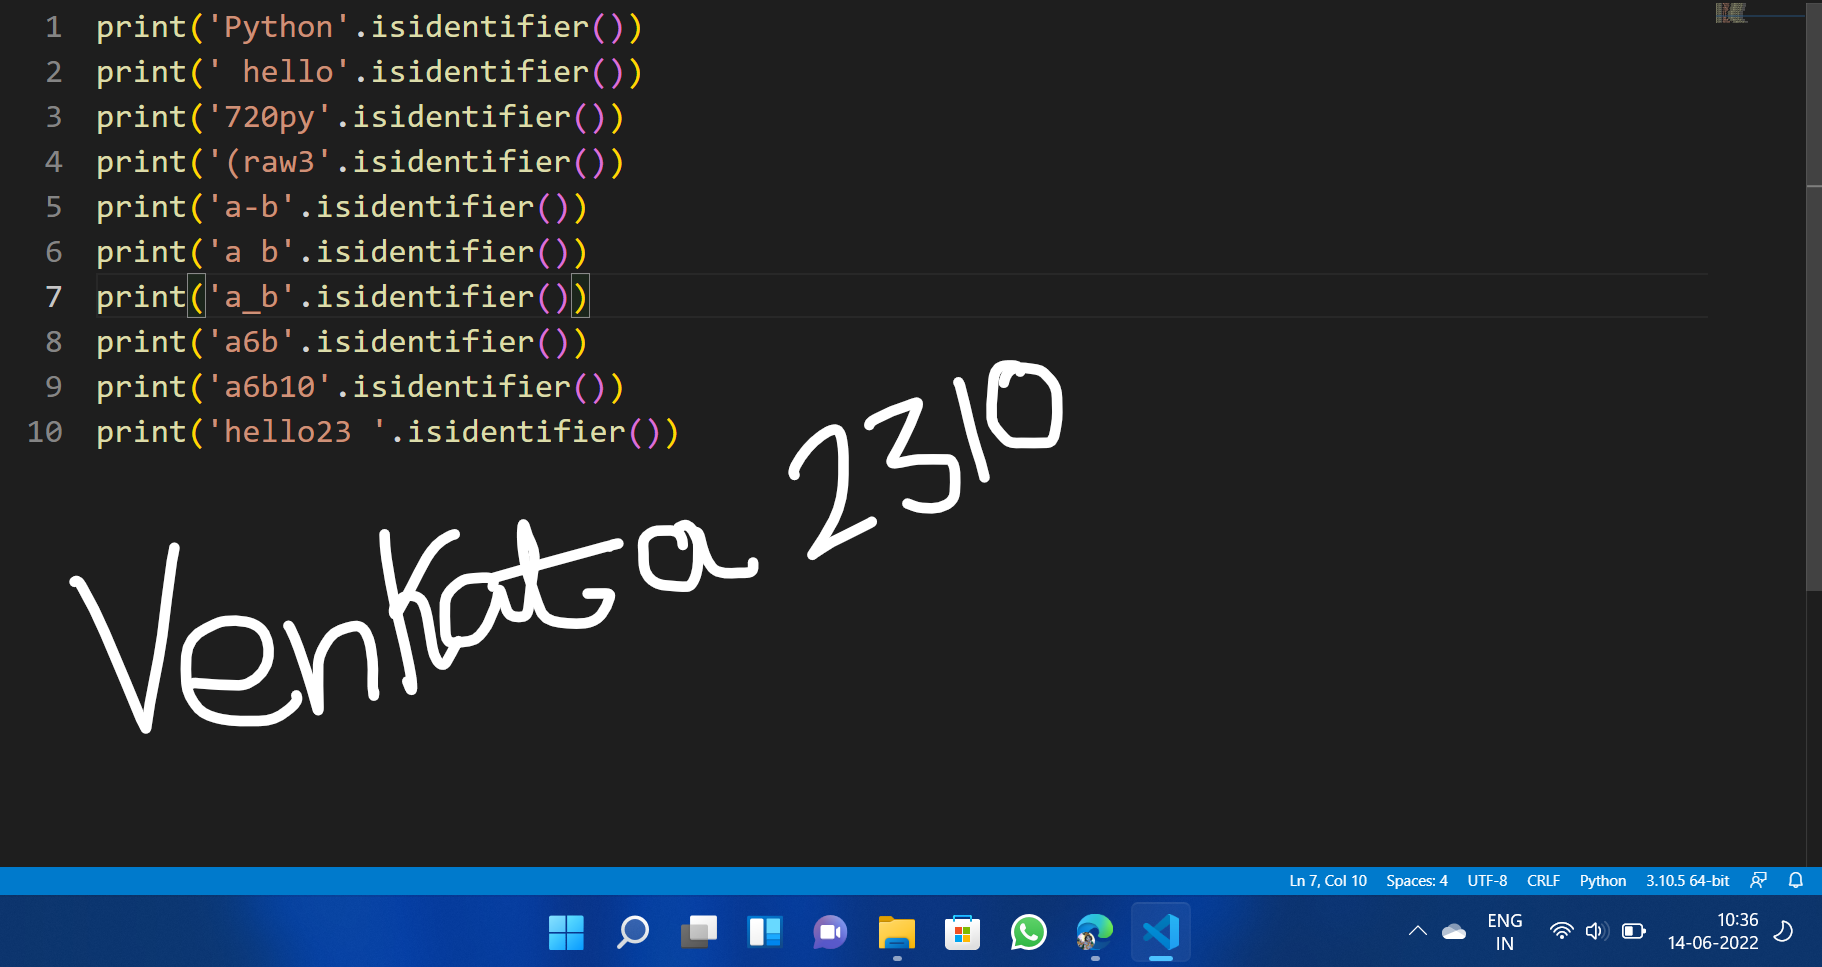 1 print('Python'.isidentifier())
2 print(' hello'.isidentifier())
3 print('720py'.isidentifier())
4 print('(raw3'.isidentifier())
5 print('a-b'.isidentifier())
6 print('a b'.isidentifier())
7 print('a_b'.isidentifier())
8 print('a6b'.isidentifier())
9 print('a6b10'.isidentifier())
10 print('hello23 '.isidentifier())
Venkata 2310
Ln 7, Col 10 Spaces: 4 UTF-8 CRLF Python 3.10.5 64-bit
ENG 10:36
IN 14-06-2022